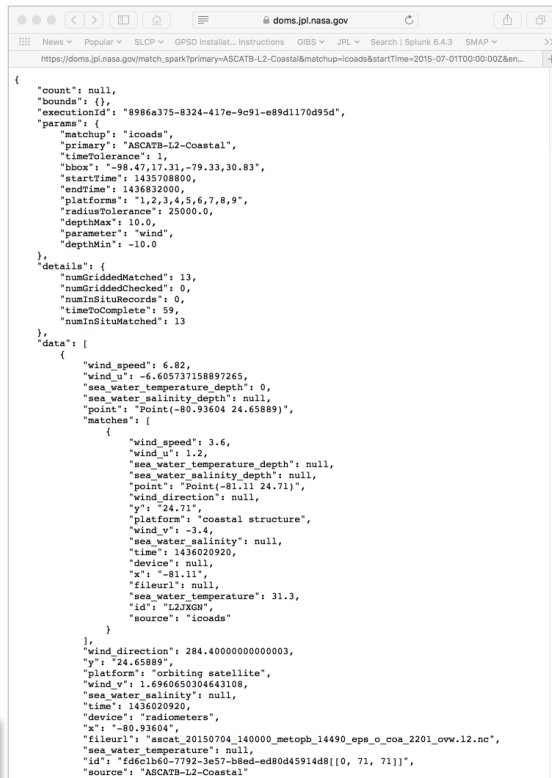 doms.jpl.nasa.gov
News Popular SLCP GPSD Installat... Instructions GIBS JPL Search | Splunk 6.4.3 SMAP >>
https://doms.jpl.nasa.gov/match_spark?primary=ASCATB-L2-Coastal&matchup=icoads&startTime=2015-07-01T00:00:00Z&en... +
{
"count": null,
"bounds": {},
"executionId": "8986a375-8324-417e-9c91-e89d1170d95d",
"params": {
"matchup": "icoads",
"primary": "ASCATB-L2-Coastal",
"timeTolerance": 1,
"bbox": "-98.47,17.31,-79.33,30.83",
"startTime": 1435708800,
"endTime": 1436832000,
"platforms": "1,2,3,4,5,6,7,8,9",
"radiusTolerance": 25000.0,
"depthMax": 10.0,
"parameter": "wind",
"depthMin": -10.0
},
"details": {
"numGriddedMatched": 13,
"numGriddedChecked": 0,
"numInSituRecords": 0,
"timeToComplete": 59,
"numInSituMatched": 13
},
"data": [
{
"wind_speed": 6.82,
"wind_u": -6.605737158897265,
"sea_water_temperature_depth": 0,
"sea_water_salinity_depth": null,
"point": "Point(-80.93604 24.65889)",
"matches": [
{
"wind_speed": 3.6,
"wind_u": 1.2,
"sea_water_temperature_depth": null,
"sea_water_salinity_depth": null,
"point": "Point(-81.11 24.71)",
"wind_direction": null,
"y": "24.71",
"platform": "coastal structure",
"wind_v": -3.4,
"sea_water_salinity": null,
"time": 1436020920,
"device": null,
"x": "-81.11",
"fileurl": null,
"sea_water_temperature": 31.3,
"id": "L2JXGN",
"source": "icoads"
}
],
"wind_direction": 284.40000000000003,
"y": "24.65889",
"platform": "orbiting satellite",
"wind_v": 1.6960650304643108,
"sea_water_salinity": null,
"time": 1436020920,
"device": "radiometers",
"x": "-80.93604",
"fileurl": "ascat_20150704_140000_metopb_14490_eps_o_coa_2201_ovw.l2.nc",
"sea_water_temperature": null,
"id": "fd6c1b60-7792-3e57-b8ed-ed80d45914d8[[0, 71, 71]]",
"source": "ASCATB-L2-Coastal"